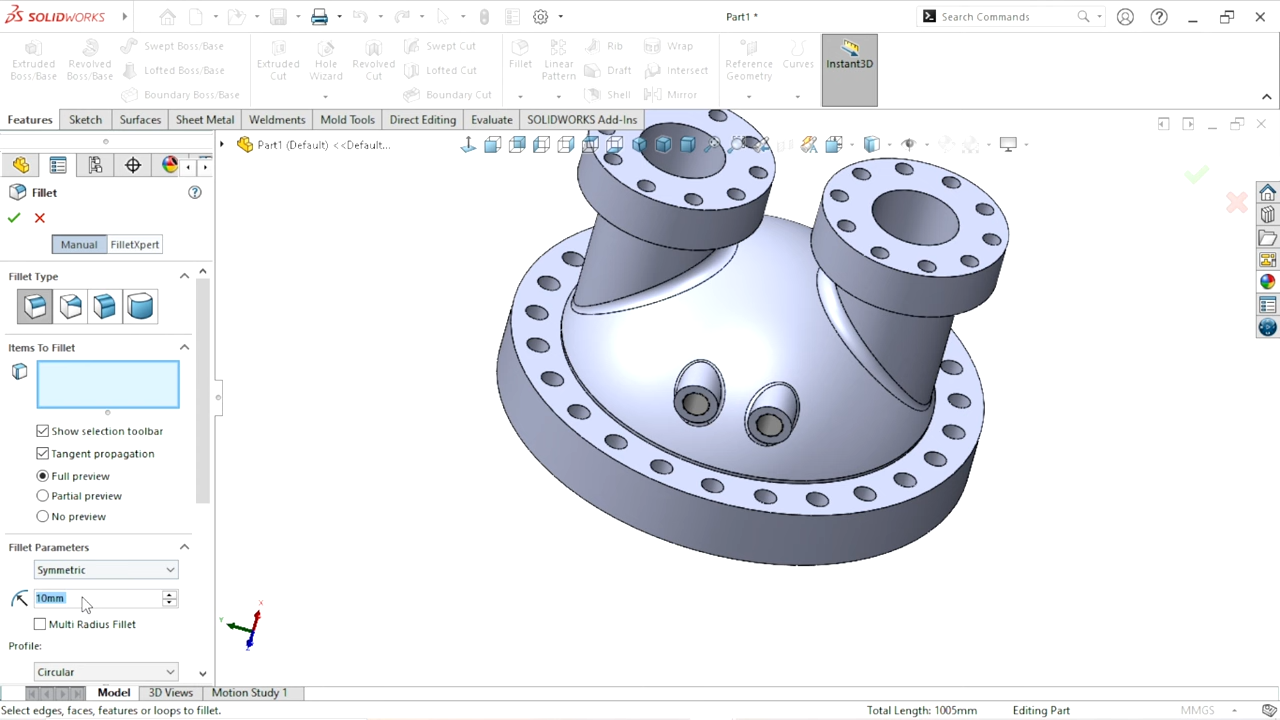 SOLIDWORKS
Part1 *
Search Commands
Extruded Boss/Base
Revolved Boss/Base
Swept Boss/Base
Lofted Boss/Base
Boundary Boss/Base
Extruded Cut
Hole Wizard
Revolved Cut
Swept Cut
Lofted Cut
Boundary Cut
Fillet
Linear Pattern
Rib
Draft
Shell
Wrap
Intersect
Mirror
Reference Geometry
Curves
Instant3D
Features
Sketch
Surfaces
Sheet Metal
Weldments
Mold Tools
Direct Editing
Evaluate
SOLIDWORKS Add-Ins
Part1 (Default) <<Default...
Fillet
Manual
FilletXpert
Fillet Type
Items To Fillet
Show selection toolbar
Tangent propagation
Full preview
Partial preview
No preview
Fillet Parameters
Symmetric
10mm
Multi Radius Fillet
Profile:
Circular
X
Y
Z
Model
3D Views
Motion Study 1
Select edges, faces, features or loops to fillet.
Total Length: 1005mm
Editing Part
MMGS